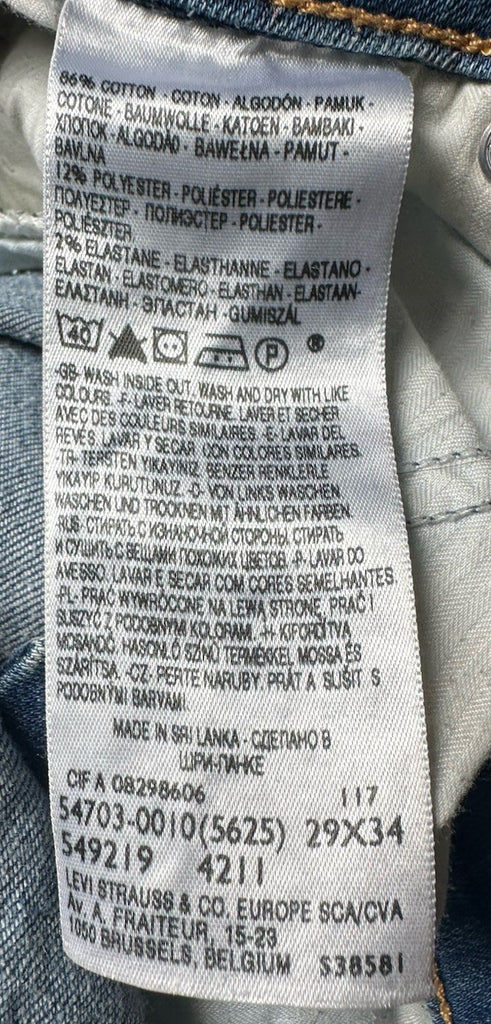 86% COTTON - COTON - ALGODÓN - PAMUK -
COTONE - BAUMWOLLE - KATOEN - BAMBAKI -
ХЛОПОК - ALGODÃO - BAWEŁNA - PAMUT -
BAVLNA
12% POLYESTER - POLIÉSTER - POLIESTERE -
ΠΟΛΥΕΣΤΕΡ - ПОЛИЭСТЕР - POLIESTER -
POLIÉSZTER
2% ELASTANE - ELASTHANNE - ELASTANO -
ELASTAN - ELASTOMERO - ELASTHAN - ELASTAAN-
ΕΛΑΣΤΑΝΗ - ЭЛАСТАН - GUMISZÁL
40 P ®
-GB- WASH INSIDE OUT, WASH AND DRY WITH LIKE
COLOURS. -F- LAVER RETOURNE. LAVER ET SECHER
AVEC DES COULEURS SIMILAIRES. -E- LAVAR DEL
REVÉS. LAVAR Y SECAR CON COLORES SIMILARES.
-TR- TERSTEN YIKAYINIZ. BENZER RENKLERLE
YIKAYIP KURUTUNUZ. -D- VON LINKS WASCHEN.
WASCHEN UND TROCKNEN MIT ÄHNLICHEN FARBEN.
-RUS- СТИРАТЬ С ИЗНАНОЧНОЙ СТОРОНЫ. СТИРАТЬ
И СУШИТЬ С ВЕЩАМИ ПОХОЖИХ ЦВЕТОВ. -P- LAVAR DO
AVESSO. LAVAR E SECAR COM CORES SEMELHANTES.
-PL- PRAĆ WYWRÓCONE NA LEWĄ STRONĘ, PRAĆ I
SUSZYĆ Z PODOBNYMI KOLORAMI. -H- KIFORDÍTVA
MOSANDÓ. HASONLÓ SZÍNŰ TERMÉKKEL MOSSA ÉS
SZÁRÍTSA. -CZ- PERTE NARUBY. PRÁT A SUŠIT S
PODOBNÝMI BARVAMI.
MADE IN SRI LANKA - СДЕЛАНО В
ШРИ-ЛАНКЕ
CIF A 08298606 117
54703-0010(5625) 29X34
549219 4211
LEVI STRAUSS & CO. EUROPE SCA/CVA
Av. A. FRAITEUR, 15-23
1050 BRUSSELS, BELGIUM S38581